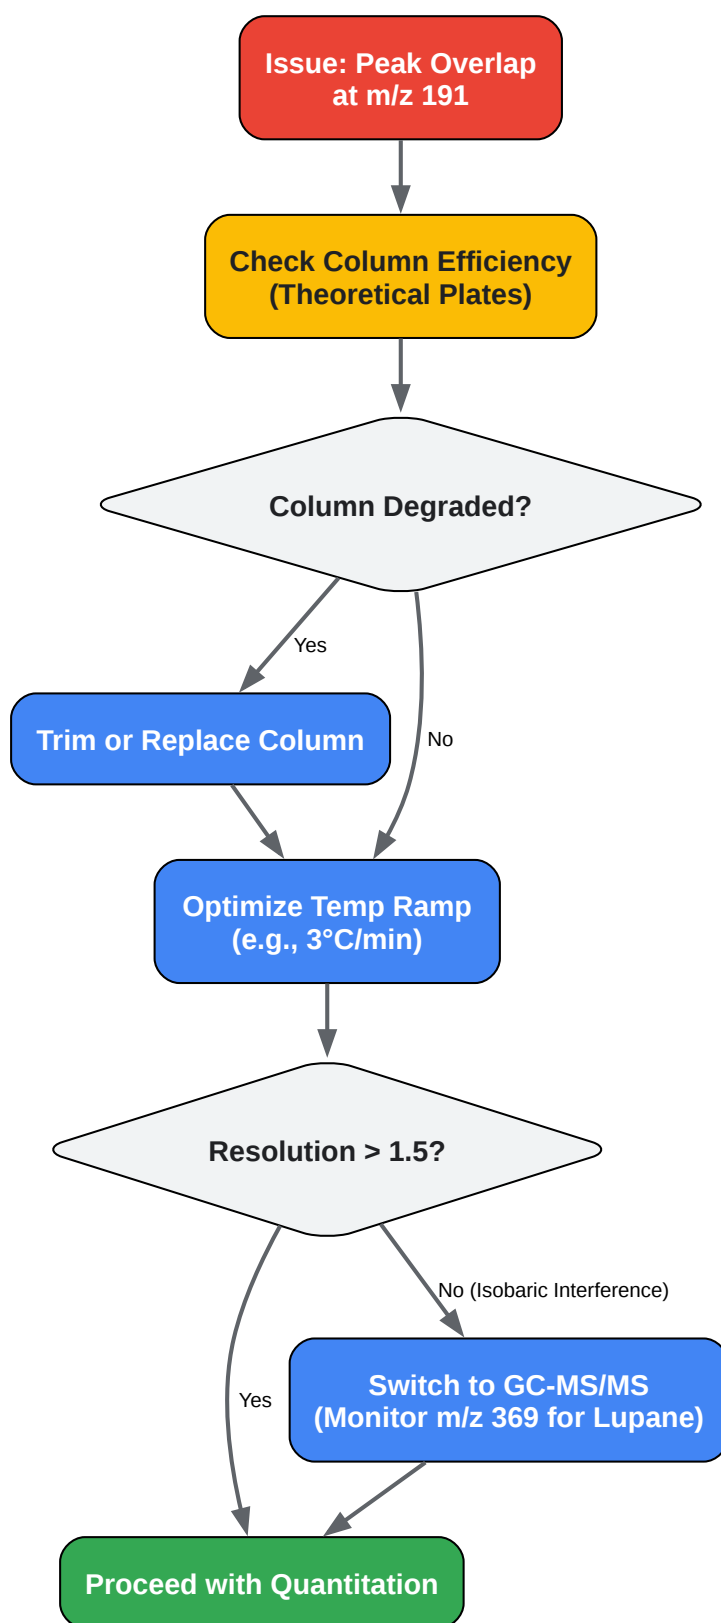 Issue: Peak Overlap
at m/z 191
Check Column Efficiency
(Theoretical Plates)
Column Degraded?
Yes
Trim or Replace Column
No
Optimize Temp Ramp
(e.g., 3°C/min)
Resolution > 1.5?
No (Isobaric Interference)
Switch to GC-MS/MS
(Monitor m/z 369 for Lupane)
Yes
Proceed with Quantitation